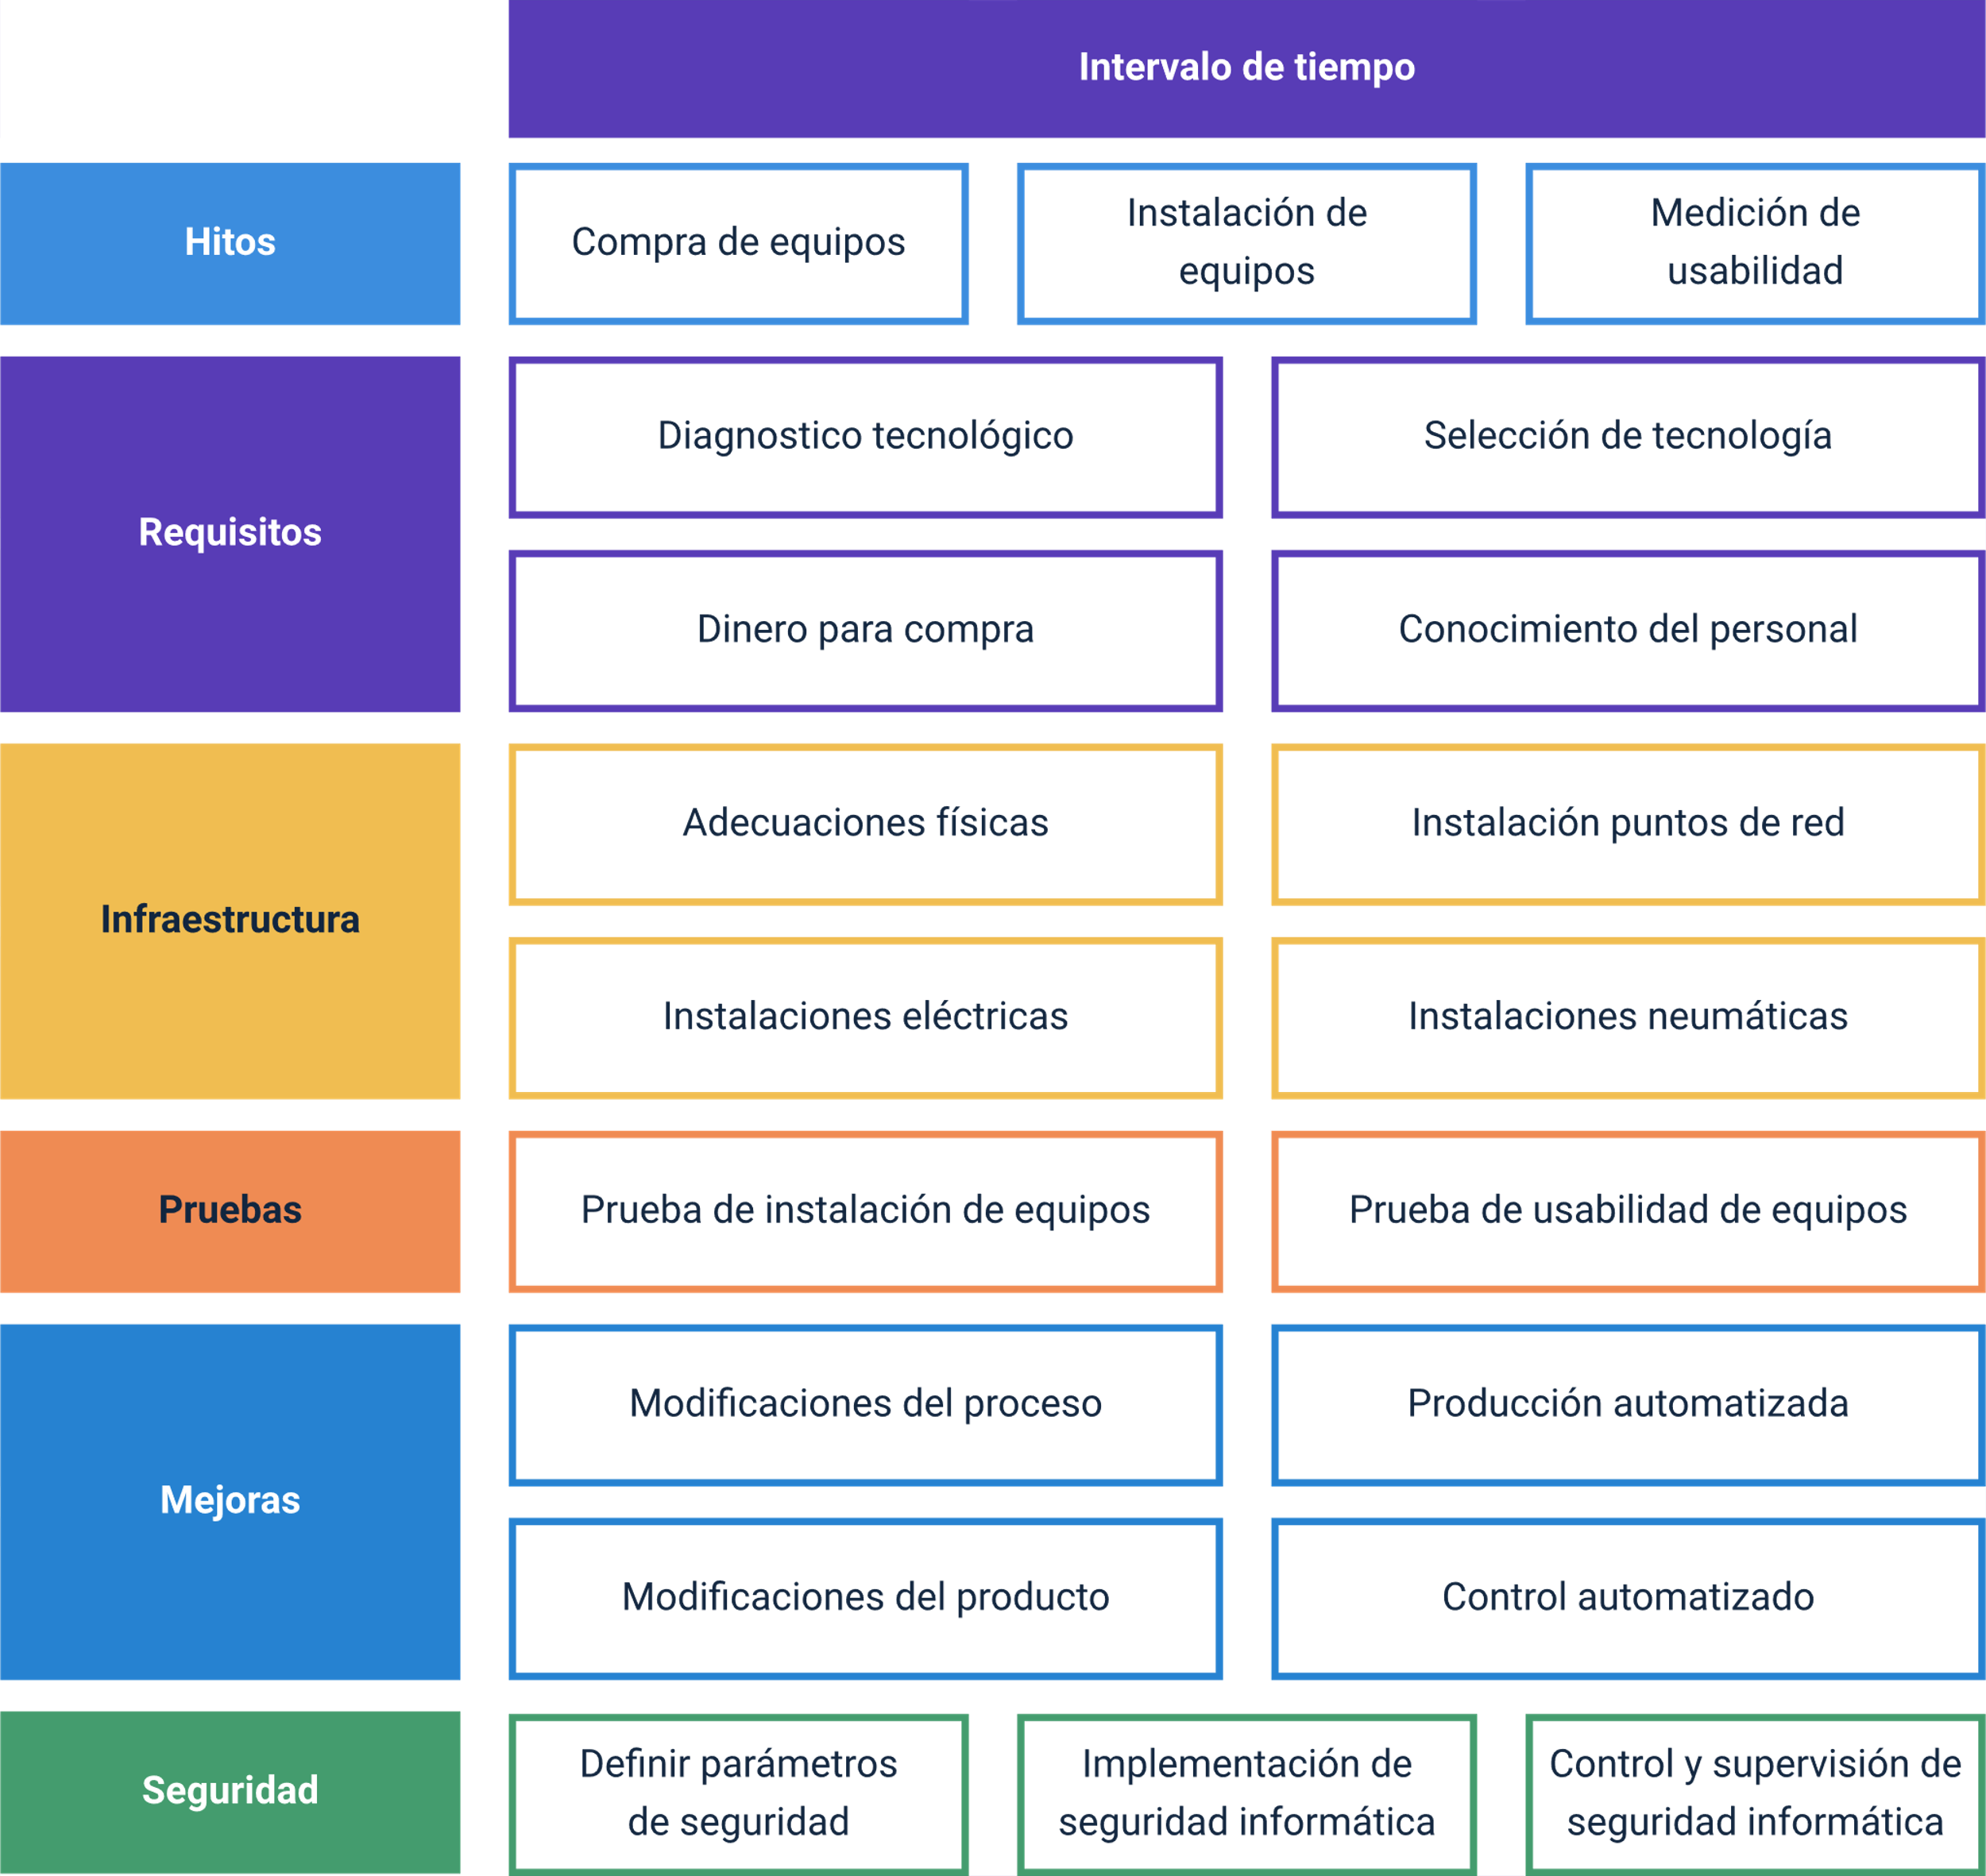 Intervalo de tiempo
Hitos
Compra de equipos
Instalación de
equipos
Medición de
usabilidad
Requisitos
Diagnostico tecnológico
Selección de tecnología
Dinero para compra
Conocimiento del personal
Infraestructura
Adecuaciones físicas
Instalación puntos de red
Instalaciones eléctricas
Instalaciones neumáticas
Pruebas
Prueba de instalación de equipos
Prueba de usabilidad de equipos
Mejoras
Modificaciones del proceso
Producción automatizada
Modificaciones del producto
Control automatizado
Seguridad
Definir parámetros
de seguridad
Implementación de
seguridad informática
Control y supervisión de
seguridad informática